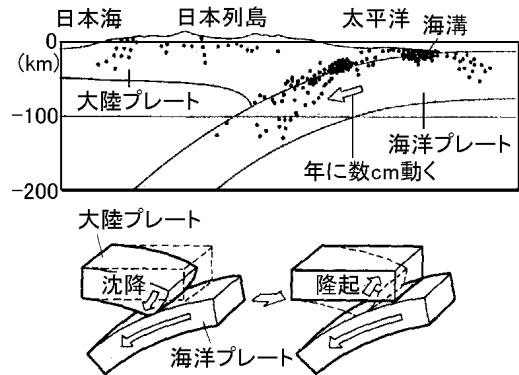 日本海
日本列島
太平洋
海溝
0
(km)
大陸プレート
-100
海洋プレート
年に数cm動く
-200
大陸プレート
沈降
隆起
海洋プレート